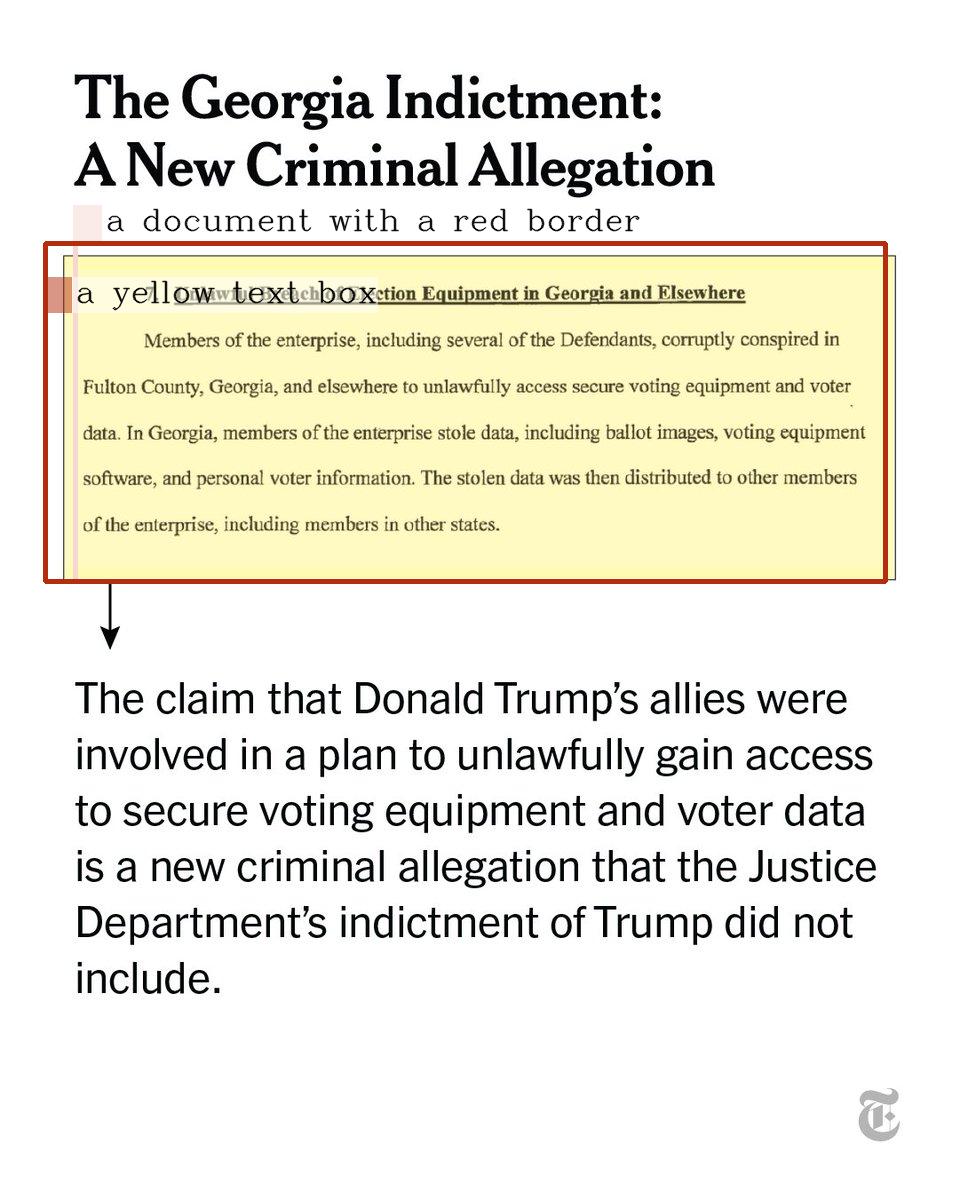 The Georgia Indictment:
A New Criminal Allegation
a document with a red border
a yellow text box
ction Equipment in Georgia and Elsewhere
Members of the enterprise, including several of the Defendants, corruptly conspired in
Fulton County, Georgia, and elsewhere to unlawfully access secure voting equipment and voter
data. In Georgia, members of the enterprise stole data, including ballot images, voting equipment
software, and personal voter information. The stolen data was then distributed to other members
of the enterprise, including members in other states.
The claim that Donald Trump’s allies were
involved in a plan to unlawfully gain access
to secure voting equipment and voter data
is a new criminal allegation that the Justice
Department’s indictment of Trump did not
include.
T